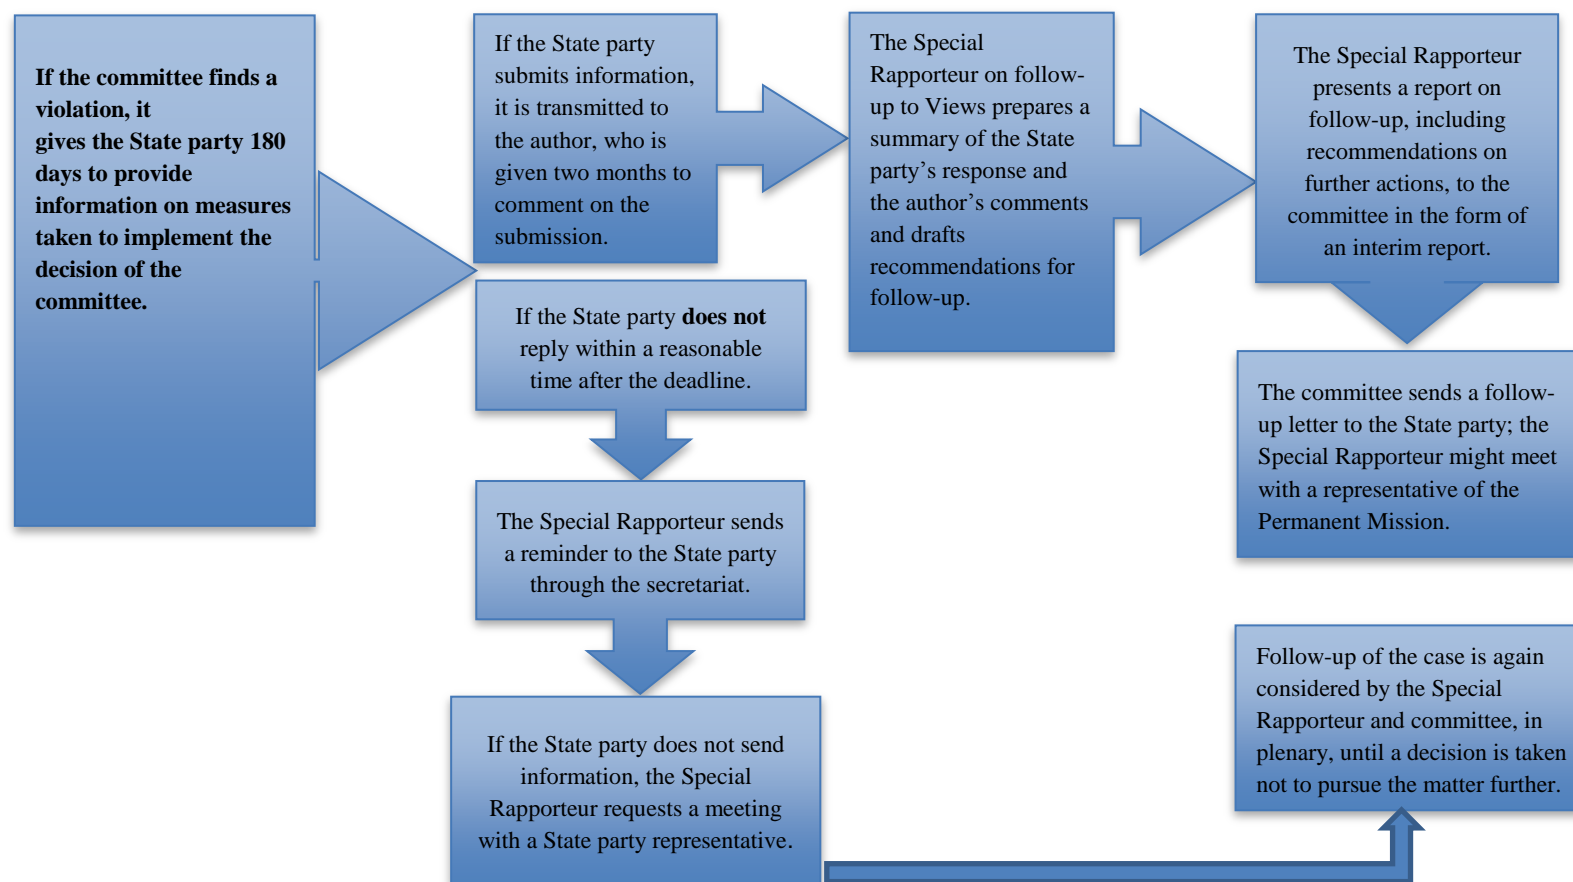 If the committee finds a
violation, it
gives the State party 180
days to provide
information on measures
taken to implement the
decision of the
committee.
If the State party
submits information,
it is transmitted to
the author, who is
given two months to
comment on the
submission.
The Special
Rapporteur on follow-
up to Views prepares a
summary of the State
party’s response and
the author’s comments
and drafts
recommendations for
follow-up.
The Special Rapporteur
presents a report on
follow-up, including
recommendations on
further actions, to the
committee in the form of
an interim report.
If the State party does not
reply within a reasonable
time after the deadline.
The committee sends a follow-
up letter to the State party; the
Special Rapporteur might meet
with a representative of the
Permanent Mission.
The Special Rapporteur sends
a reminder to the State party
through the secretariat.
If the State party does not send
information, the Special
Rapporteur requests a meeting
with a State party representative.
Follow-up of the case is again
considered by the Special
Rapporteur and committee, in
plenary, until a decision is taken
not to pursue the matter further.